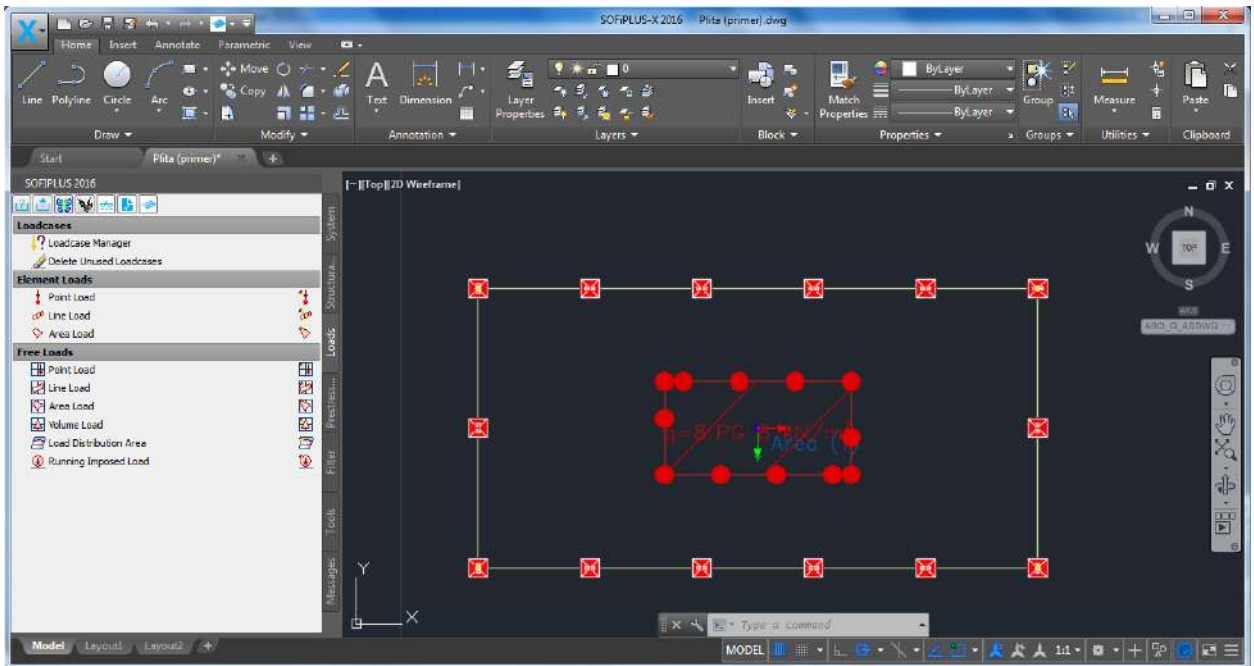 SOFiPLUS-X 2016 Plita (primer).dwg
Home Insert Annotate Parametric View
Line Polyline Circle Arc
Move
Copy
Text Dimension
Layer Properties
0
Insert
Match Properties
ByLayer
ByLayer
ByLayer
Group
Measure
Paste
Draw Modify Annotation Layers Block Properties Groups Utilities Clipboard
Start Plita (primer)*
SOFIPLUS 2016
[−][Top][2D Wireframe]
Loadcases
Loadcase Manager
Delete Unused Loadcases
Element Loads
Point Load
Line Load
Area Load
Free Loads
Point Load
Line Load
Area Load
Volume Load
Load Distribution Area
Running Imposed Load
System
Structura...
Loads
Prestress...
Filter
Tools
Messages
N
W TOP E
S
WCS
Area
Y
X
Type a command
Model Layout1 Layout2 +
MODEL 1:1